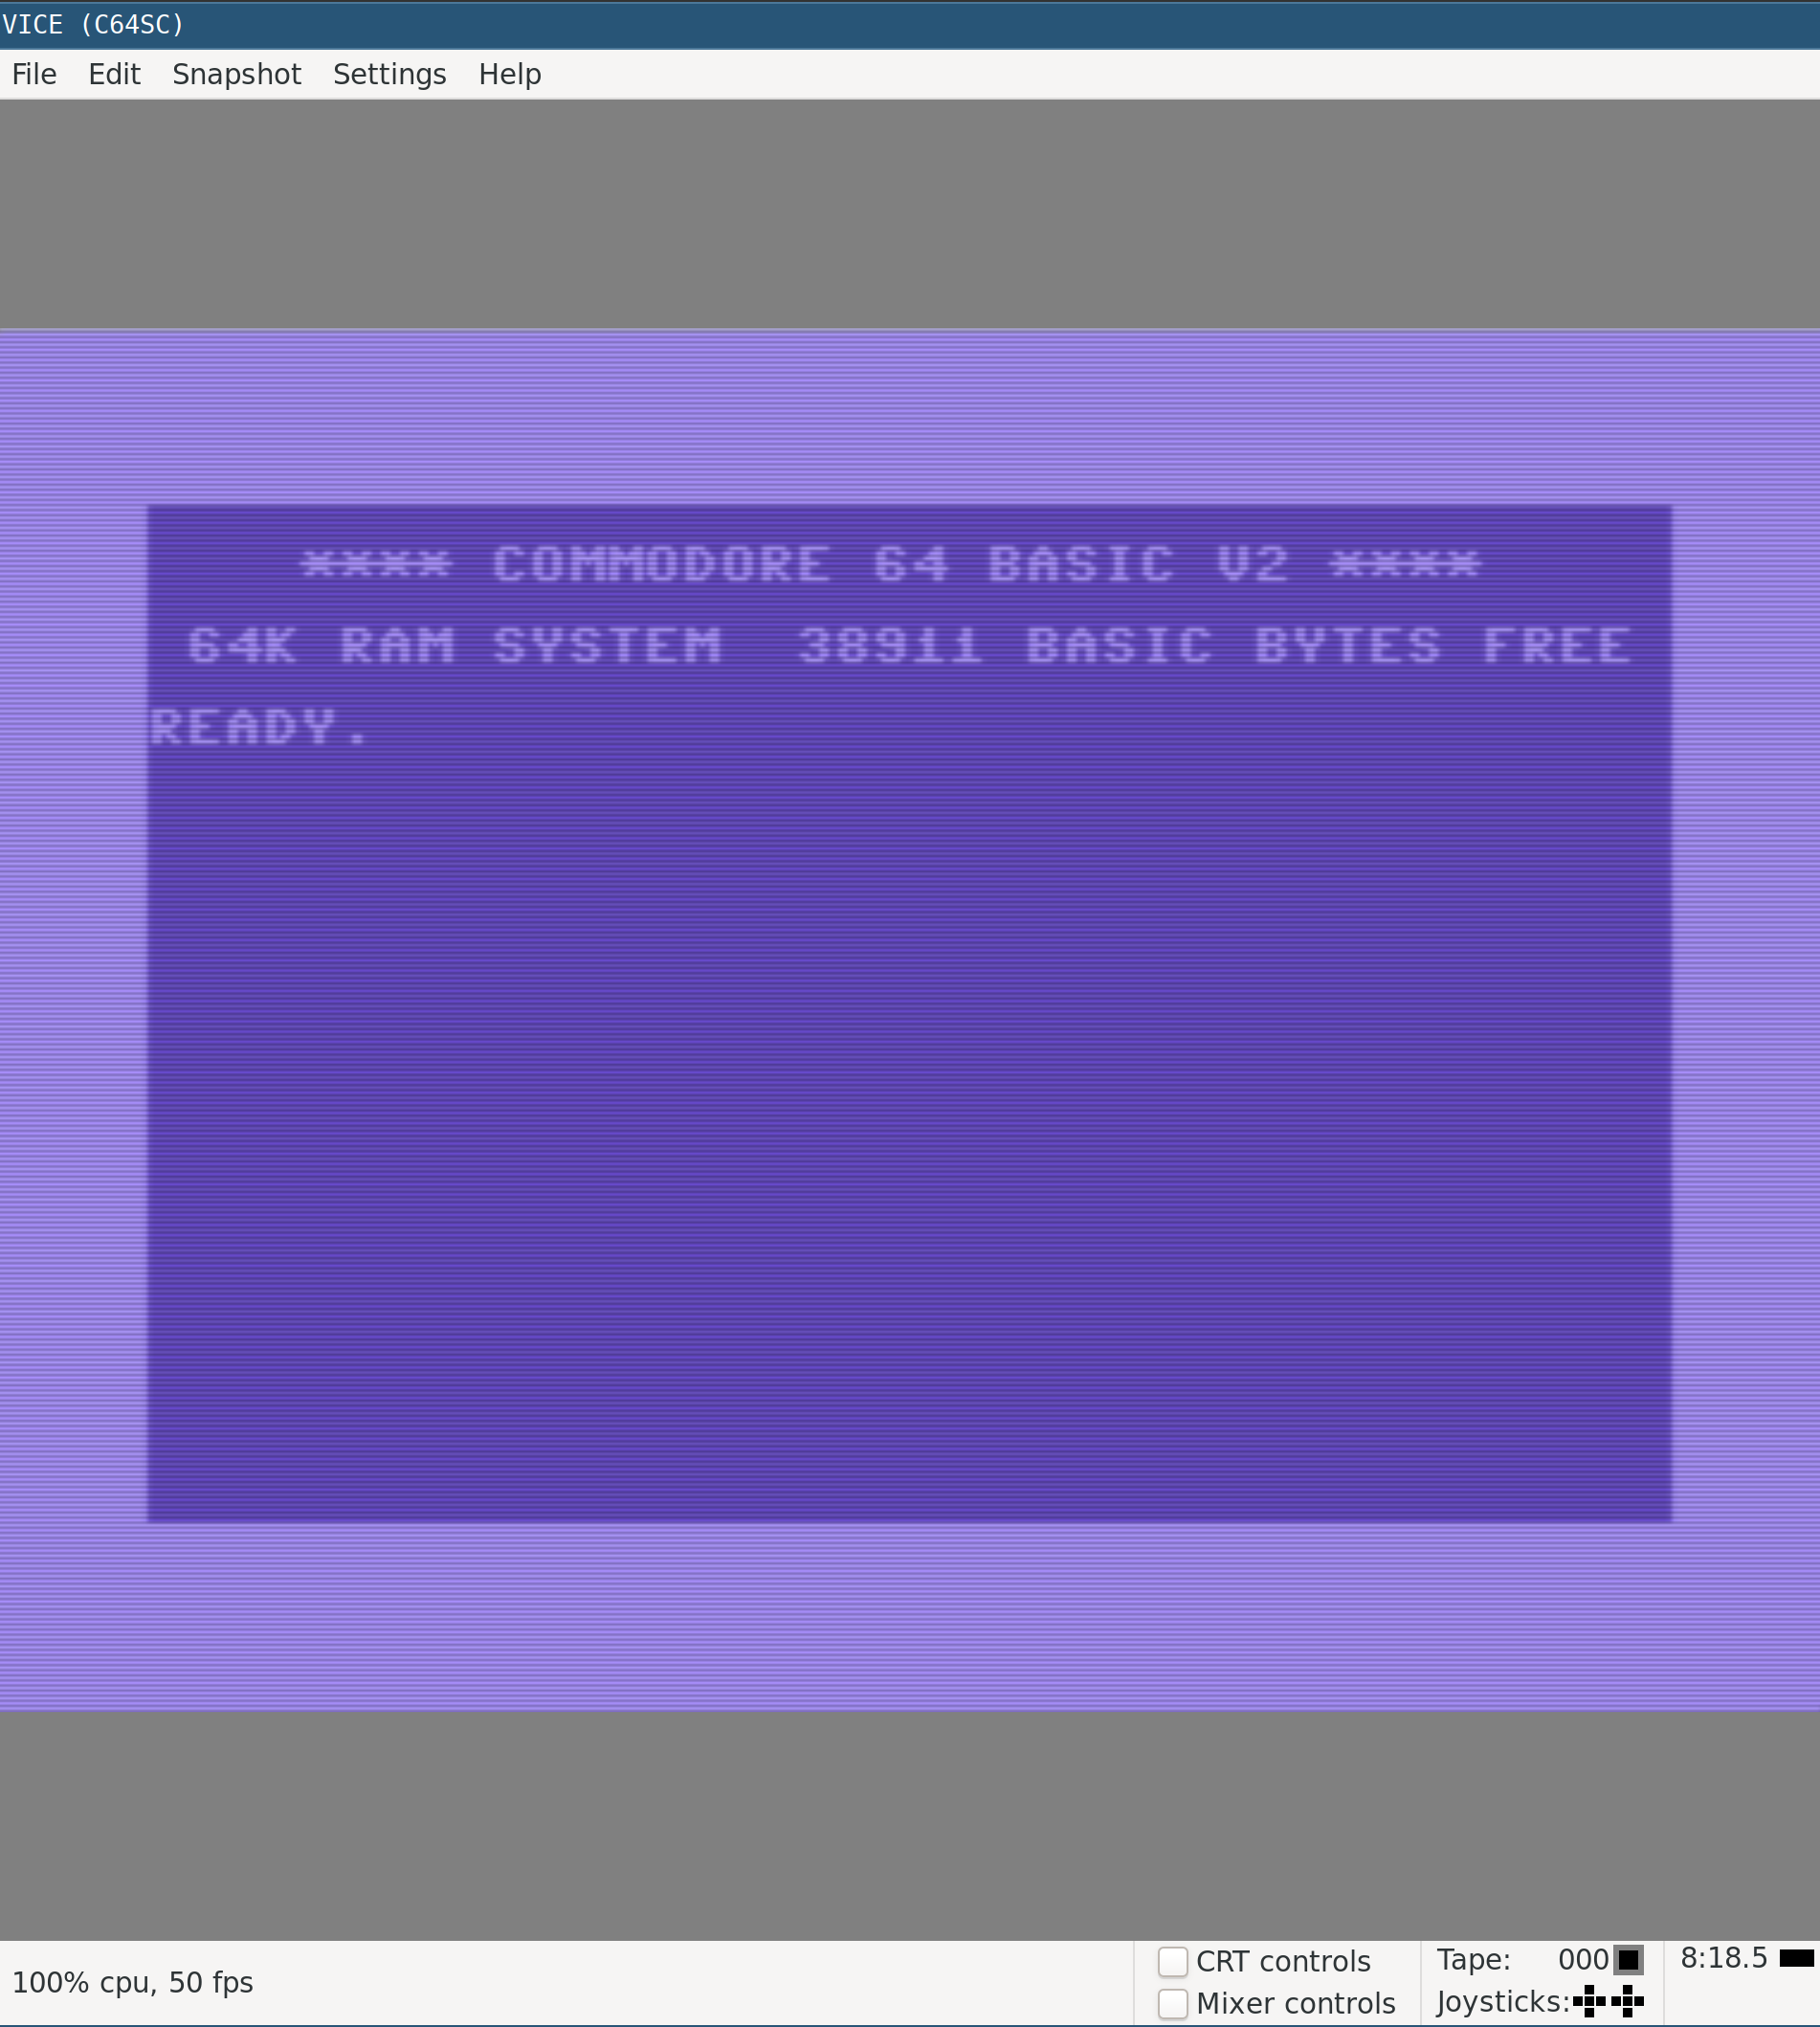 VICE (C64SC)
File Edit Snapshot Settings Help
**** COMMODORE 64 BASIC V2 ****
64K RAM SYSTEM  38911 BASIC BYTES FREE
READY.
100% cpu, 50 fps
CRT controls
Mixer controls
Tape: 000
Joysticks:
8:18.5